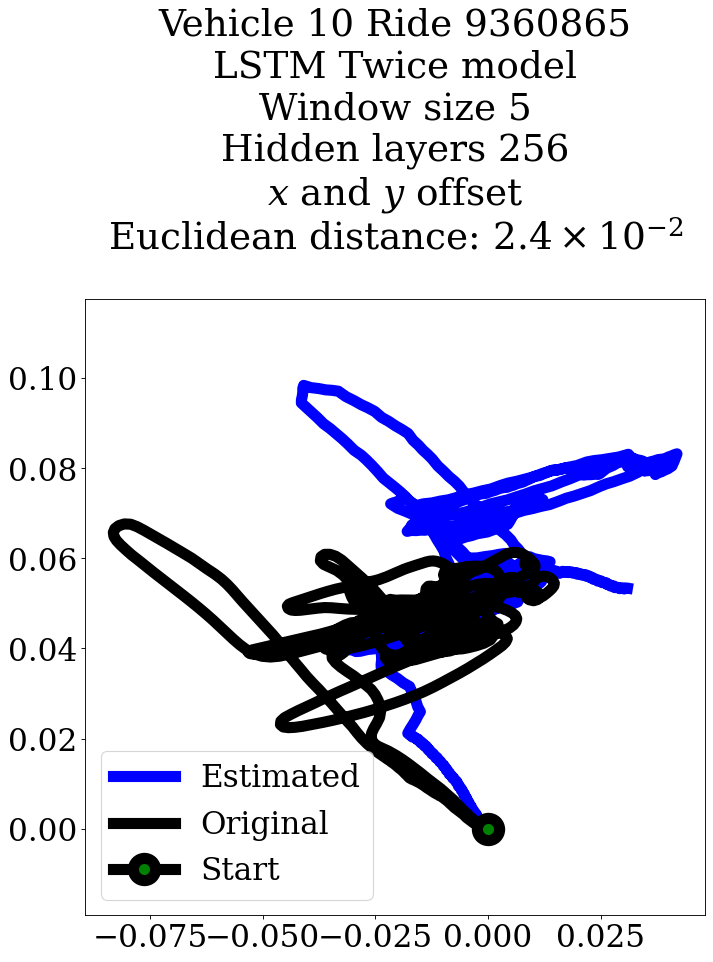 Vehicle 10 Ride 9360865
LSTM Twice model
Window size 5
Hidden layers 256
x and y offset
Euclidean distance: 2.4 × 10⁻²
0.10
0.08
0.06
0.04
0.02
0.00
Estimated
Original
Start
−0.075 −0.050 −0.025 0.000 0.025